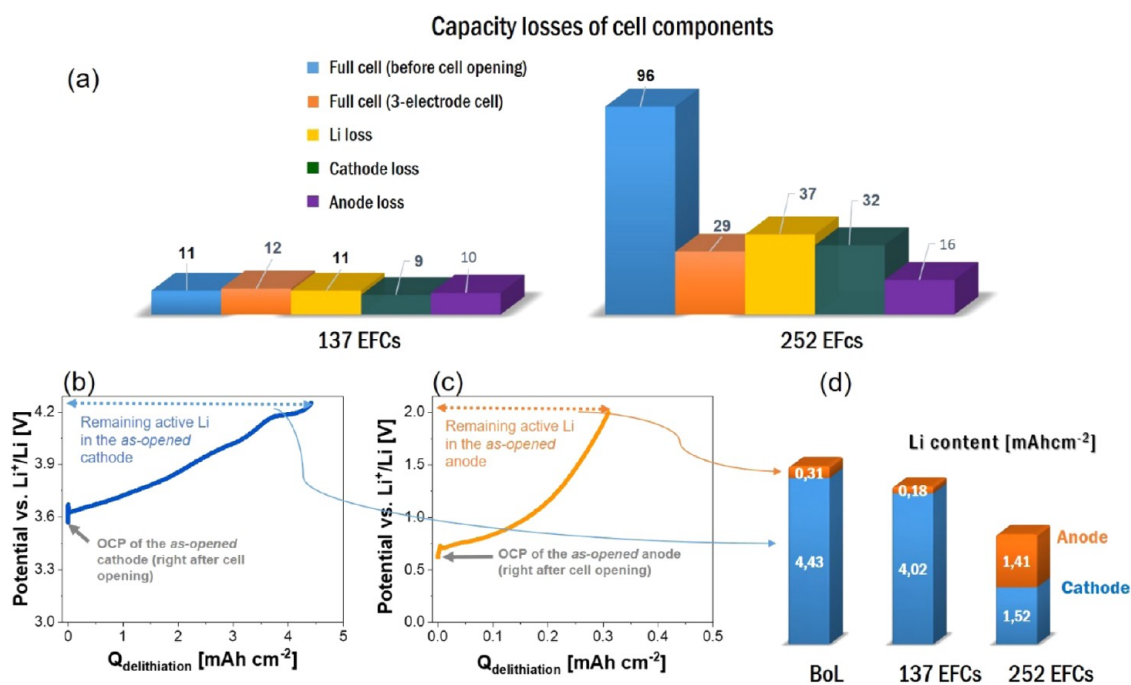 Capacity losses of cell components
(a)
Full cell (before cell opening)
Full cell (3-electrode cell)
Li loss
Cathode loss
Anode loss
11
12
11
9
10
137 EFCs
96
29
37
32
16
252 EFcs
(b)
Potential vs. Li⁺/Li [V]
4.2
3.9
3.6
3.3
3.0
Remaining active Li
in the as-opened
cathode
OCP of the as-opened
cathode (right after cell
opening)
0
1
2
3
4
5
Qdelithiation [mAh cm⁻²]
(c)
Potential vs. Li⁺/Li [V]
2.0
1.5
1.0
0.5
0.0
Remaining active Li
in the as-opened
anode
OCP of the as-opened anode
(right after cell opening)
0.0
0.1
0.2
0.3
0.4
0.5
Qdelithiation [mAh cm⁻²]
(d)
Li content [mAhcm⁻²]
0,31
4,43
0,18
4,02
1,41
1,52
Anode
Cathode
BoL
137 EFCs
252 EFCs